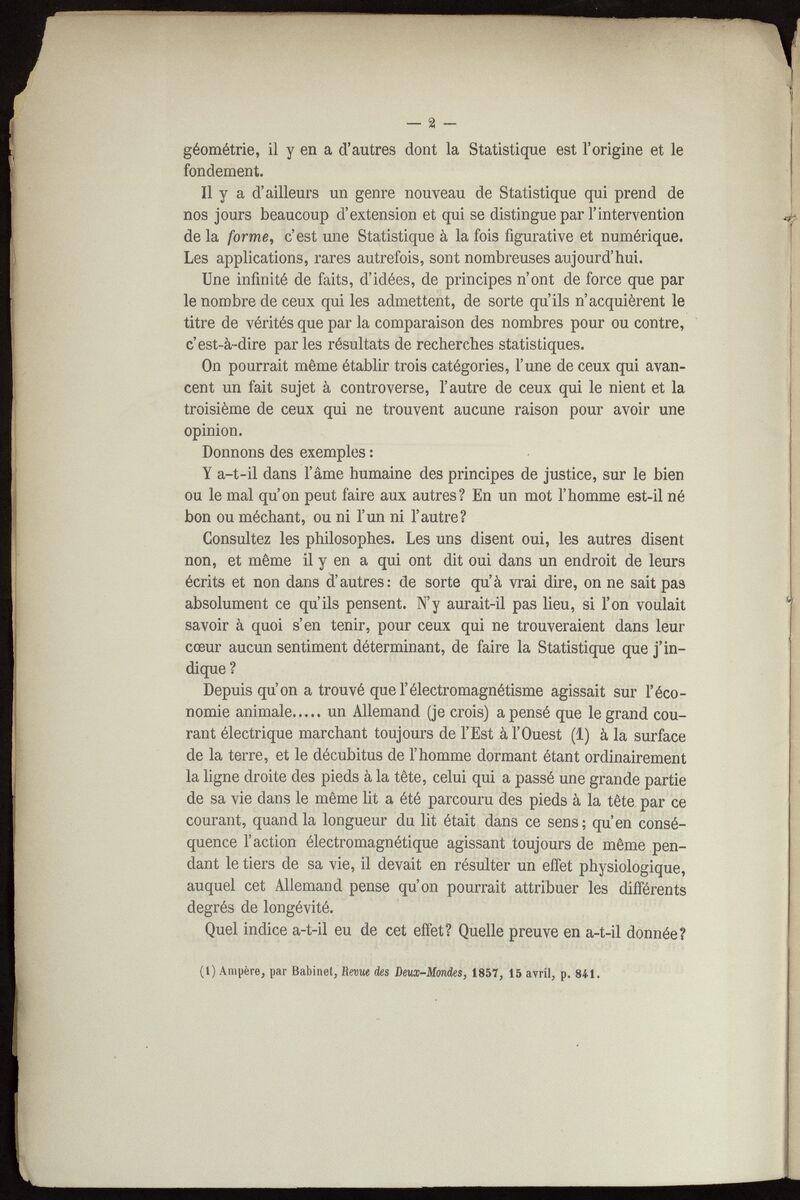 — 2 —
géométrie, il y en a d'autres dont la Statistique est l'origine et le
fondement.
Il y a d'ailleurs un genre nouveau de Statistique qui prend de
nos jours beaucoup d'extension et qui se distingue par l'intervention
de la forme, c'est une Statistique à la fois figurative et numérique.
Les applications, rares autrefois, sont nombreuses aujourd'hui.
Une infinité de faits, d'idées, de principes n'ont de force que par
le nombre de ceux qui les admettent, de sorte qu'ils n'acquièrent le
titre de vérités que par la comparaison des nombres pour ou contre,
c'est-à-dire par les résultats de recherches statistiques.
On pourrait même établir trois catégories, l'une de ceux qui avan-
cent un fait sujet à controverse, l'autre de ceux qui le nient et la
troisième de ceux qui ne trouvent aucune raison pour avoir une
opinion.
Donnons des exemples :
Y a-t-il dans l'âme humaine des principes de justice, sur le bien
ou le mal qu'on peut faire aux autres? En un mot l'homme est-il né
bon ou méchant, ou ni l'un ni l'autre?
Consultez les philosophes. Les uns disent oui, les autres disent
non, et même il y en a qui ont dit oui dans un endroit de leurs
écrits et non dans d'autres: de sorte qu'à vrai dire, on ne sait pas
absolument ce qu'ils pensent. N'y aurait-il pas lieu, si l'on voulait
savoir à quoi s'en tenir, pour ceux qui ne trouveraient dans leur
cœur aucun sentiment déterminant, de faire la Statistique que j'in-
dique ?
Depuis qu'on a trouvé que l'électromagnétisme agissait sur l'éco-
nomie animale..... un Allemand (je crois) a pensé que le grand cou-
rant électrique marchant toujours de l'Est à l'Ouest (1) à la surface
de la terre, et le décubitus de l'homme dormant étant ordinairement
la ligne droite des pieds à la tête, celui qui a passé une grande partie
de sa vie dans le même lit a été parcouru des pieds à la tête par ce
courant, quand la longueur du lit était dans ce sens; qu'en consé-
quence l'action électromagnétique agissant toujours de même pen-
dant le tiers de sa vie, il devait en résulter un effet physiologique,
auquel cet Allemand pense qu'on pourrait attribuer les différents
degrés de longévité.
Quel indice a-t-il eu de cet effet? Quelle preuve en a-t-il donnée?
(1) Ampère, par Babinet, Revue des Deux-Mondes, 1857, 15 avril, p. 841.